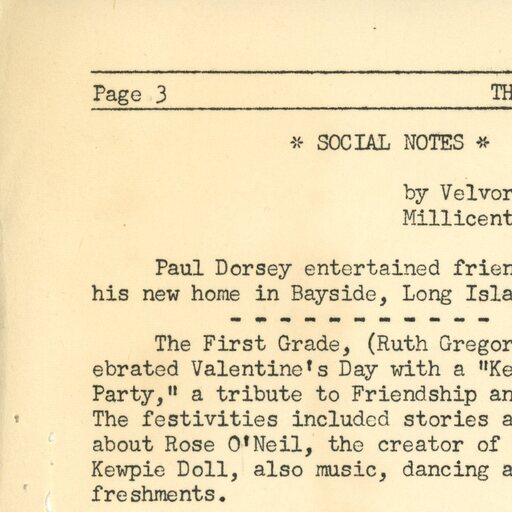 Page 3 TH
* SOCIAL NOTES *
by Velvor
Millicent
Paul Dorsey entertained frien
his new home in Bayside, Long Isla
- - - - - - - - - - -
The First Grade, (Ruth Gregor
ebrated Valentine's Day with a "Ke
Party," a tribute to Friendship an
The festivities included stories a
about Rose O'Neil, the creator of
Kewpie Doll, also music, dancing a
freshments.